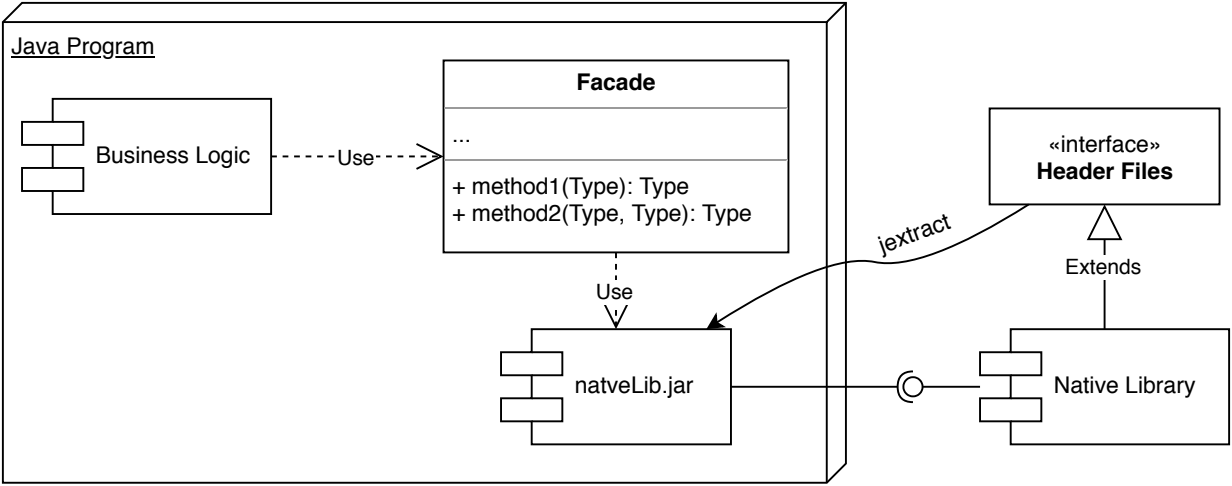 Java Program
Facade
Business Logic
Use
...
+ method1(Type): Type
+ method2(Type, Type): Type
«interface»
Header Files
jextract
Extends
Use
natveLib.jar
Native Library